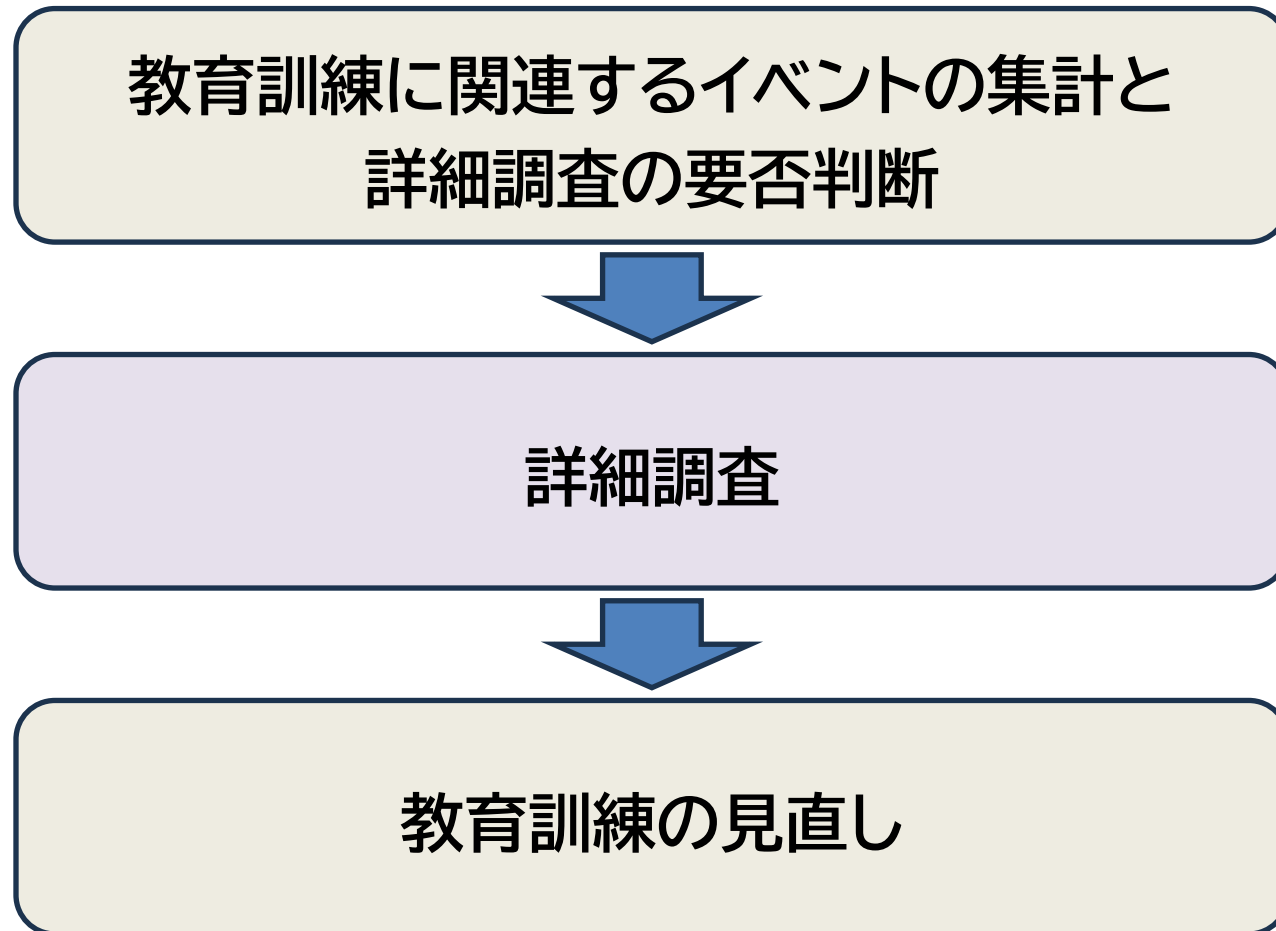 教育訓練に関連するイベントの集計と
詳細調査の要否判断
詳細調査
教育訓練の見直し